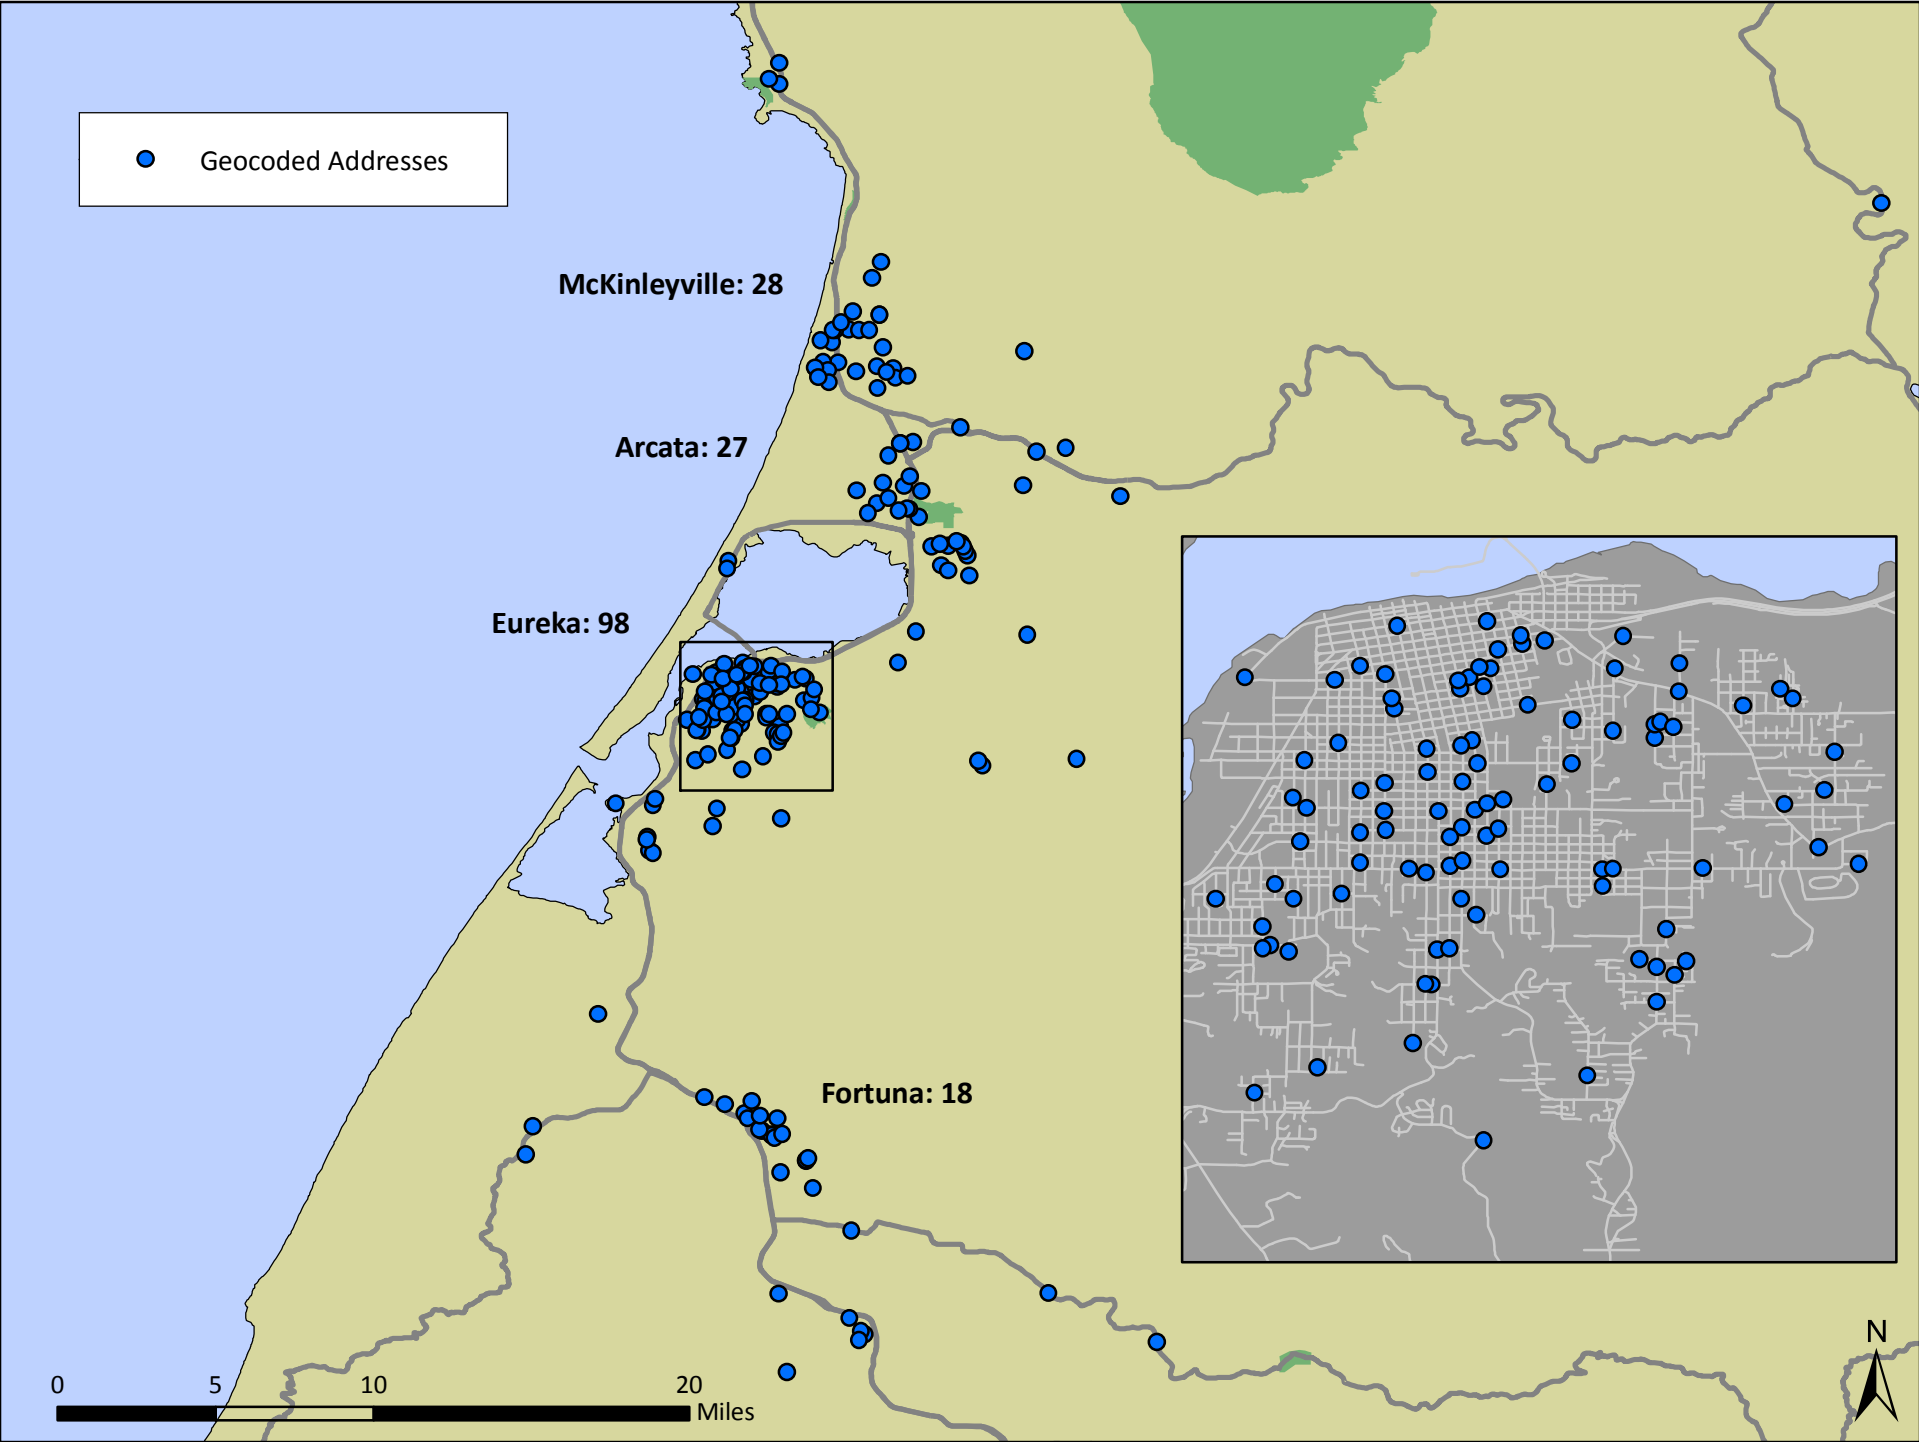 Geocoded Addresses
McKinleyville: 28
Arcata: 27
Eureka: 98
Fortuna: 18
N
0 5 10 20
Miles